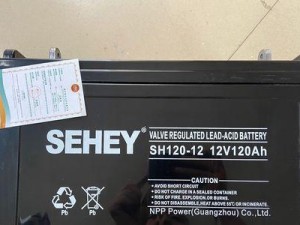 SEHEY
VALVE REGULATED LEAD-ACID BATTERY
SH120-12 12V120Ah
CAUTION:
● AVOID SHORT CIRCUIT
● DO NOT CHARGE IN A SEALED CONTAINER
● RISK OF FIRE, EXPLOSION, OR BURNS.
● DO NOT DISASSEMBLE, HEAT ABOVE 50°C OR INCINERATE
NPP Power(Guangzhou) Co., Ltd.
Pb
Pb